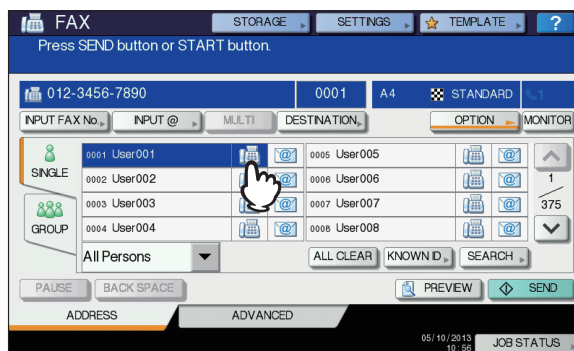 FAX STORAGE SETTINGS TEMPLATE ?
Press SEND button or START button.
012-3456-7890 0001 A4 STANDARD 1
INPUT FAX No. INPUT @ MULTI DESTINATION OPTION MONITOR
SINGLE
GROUP
0001 User001 @ 0005 User005 @
0002 User002 @ 0006 User006 @
0003 User003 @ 0007 User007 @
0004 User004 @ 0008 User008 @
1
375
All Persons ALL CLEAR KNOWN ID SEARCH
PAUSE BACK SPACE PREVIEW SEND
ADDRESS ADVANCED
05/10/2013
10:56 JOB STATUS